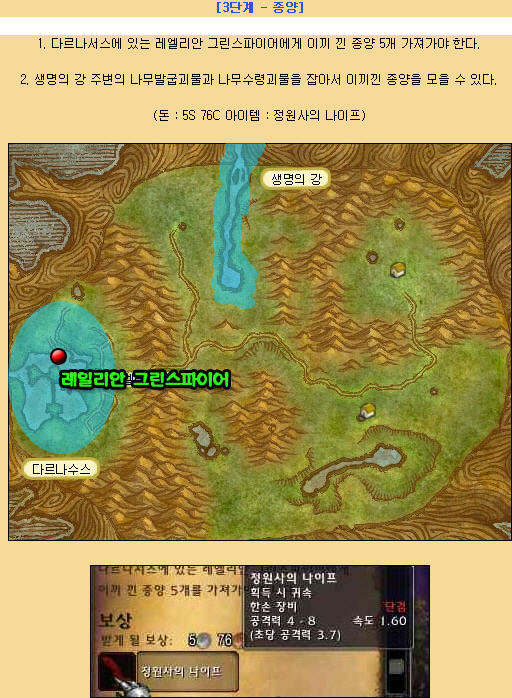 [3단계 - 종양]
1. 다르나서스에 있는 레엘리안 그린스파이어에게 이끼 낀 종양 5개 가져가야 한다.
2. 생명의 강 주변의 나무발굽괴물과 나무수령괴물을 잡아서 이끼낀 종양을 모을 수 있다.
(돈 : 5S 76C 아이템 : 정원사의 나이프)
생명의 강
레일리안 그린스파이어
다르나수스
다르나서스에 있는 레엘리안
이끼 낀 종양 5개를 가져가
정원사의 나이프
획득 시 귀속
한손 장비 단검
공격력 4 - 8 속도 1.60
(초당 공격력 3.7)
보상
받게 될 보상: 5 76
정원사의 나이프